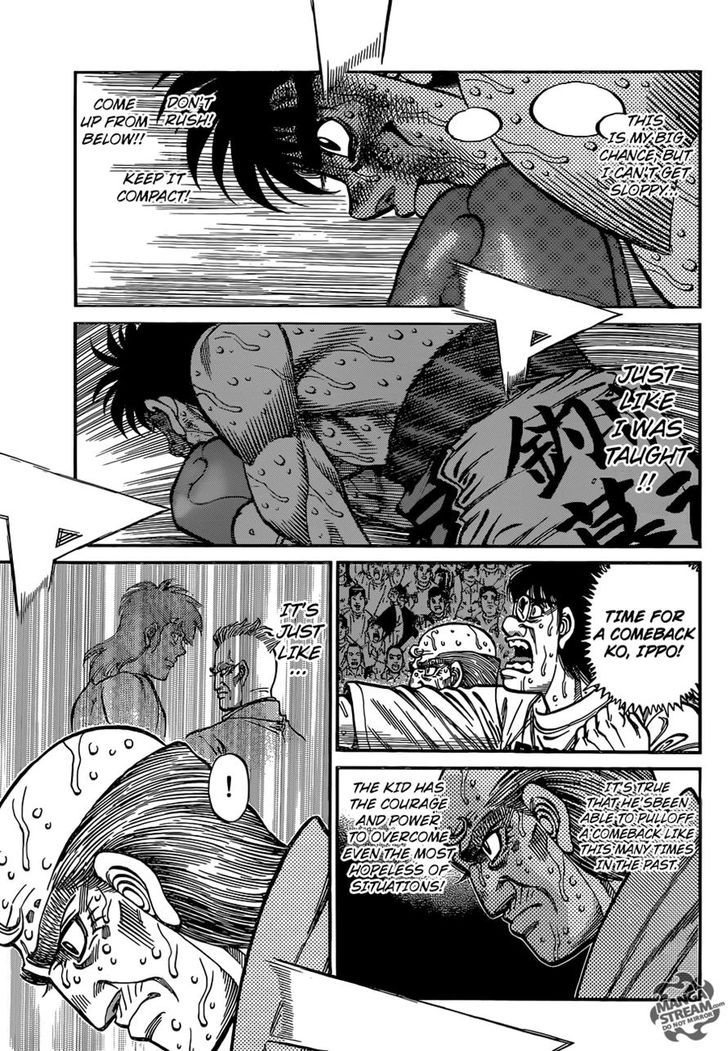 THIS
IS MY BIG
CHANCE, BUT
I CAN'T GET
SLOPPY!!
DON'T
RUSH!
COME
UP FROM
BELOW!!
KEEP IT
COMPACT!
JUST
LIKE
I WAS
TAUGHT
!!
TIME FOR
A COMEBACK
KO, IPPO!
IT'S TRUE
THAT HE'S BEEN
ABLE TO PULL OFF
A COMEBACK LIKE
THIS MANY TIMES
IN THE PAST.
THE KID HAS
THE COURAGE
AND POWER
TO OVERCOME
EVEN THE MOST
HOPELESS OF
SITUATIONS!
IT'S
JUST
LIKE
...
!
MANGA
STREAM.com
DO NOT MIRROR